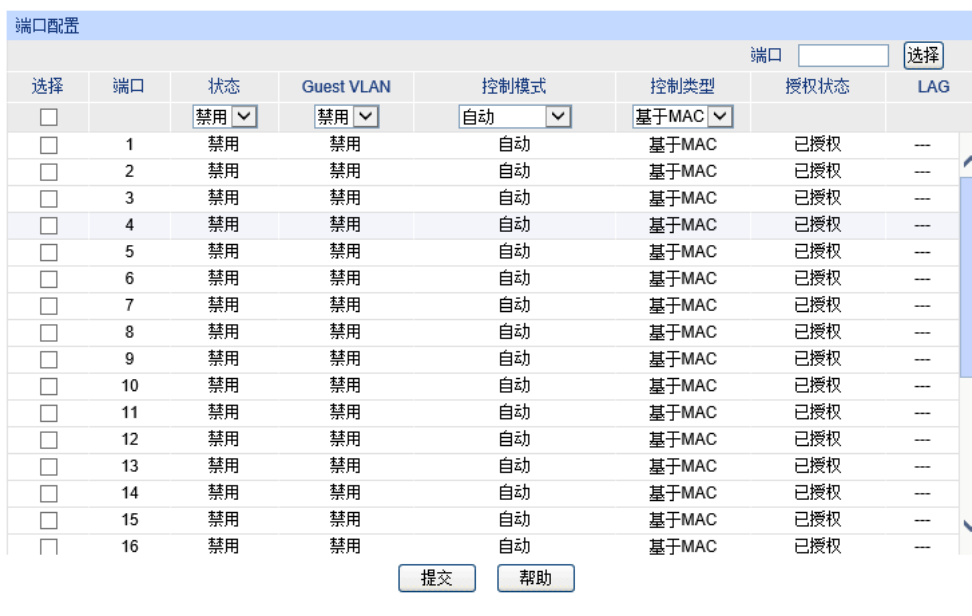 端口配置
端口 选择
选择 端口 状态 Guest VLAN 控制模式 控制类型 授权状态 LAG
禁用 禁用 自动 基于MAC
1 禁用 禁用 自动 基于MAC 已授权 ---
2 禁用 禁用 自动 基于MAC 已授权 ---
3 禁用 禁用 自动 基于MAC 已授权 ---
4 禁用 禁用 自动 基于MAC 已授权 ---
5 禁用 禁用 自动 基于MAC 已授权 ---
6 禁用 禁用 自动 基于MAC 已授权 ---
7 禁用 禁用 自动 基于MAC 已授权 ---
8 禁用 禁用 自动 基于MAC 已授权 ---
9 禁用 禁用 自动 基于MAC 已授权 ---
10 禁用 禁用 自动 基于MAC 已授权 ---
11 禁用 禁用 自动 基于MAC 已授权 ---
12 禁用 禁用 自动 基于MAC 已授权 ---
13 禁用 禁用 自动 基于MAC 已授权 ---
14 禁用 禁用 自动 基于MAC 已授权 ---
15 禁用 禁用 自动 基于MAC 已授权 ---
16 禁用 禁用 自动 基于MAC 已授权 ---
提交 帮助